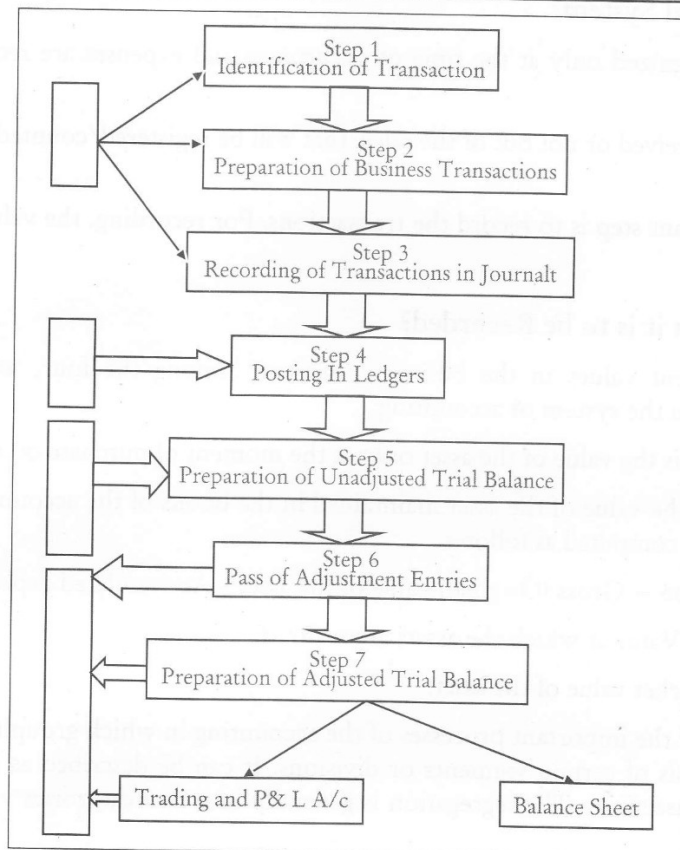 Step 1
Identification of Transaction
Step 2
Preparation of Business Transactions
Step 3
Recording of Transactions in Journalt
Step 4
Posting In Ledgers
Step 5
Preparation of Unadjusted Trial Balance
Step 6
Pass of Adjustment Entries
Step 7
Preparation of Adjusted Trial Balance
Trading and P& L A/c
Balance Sheet